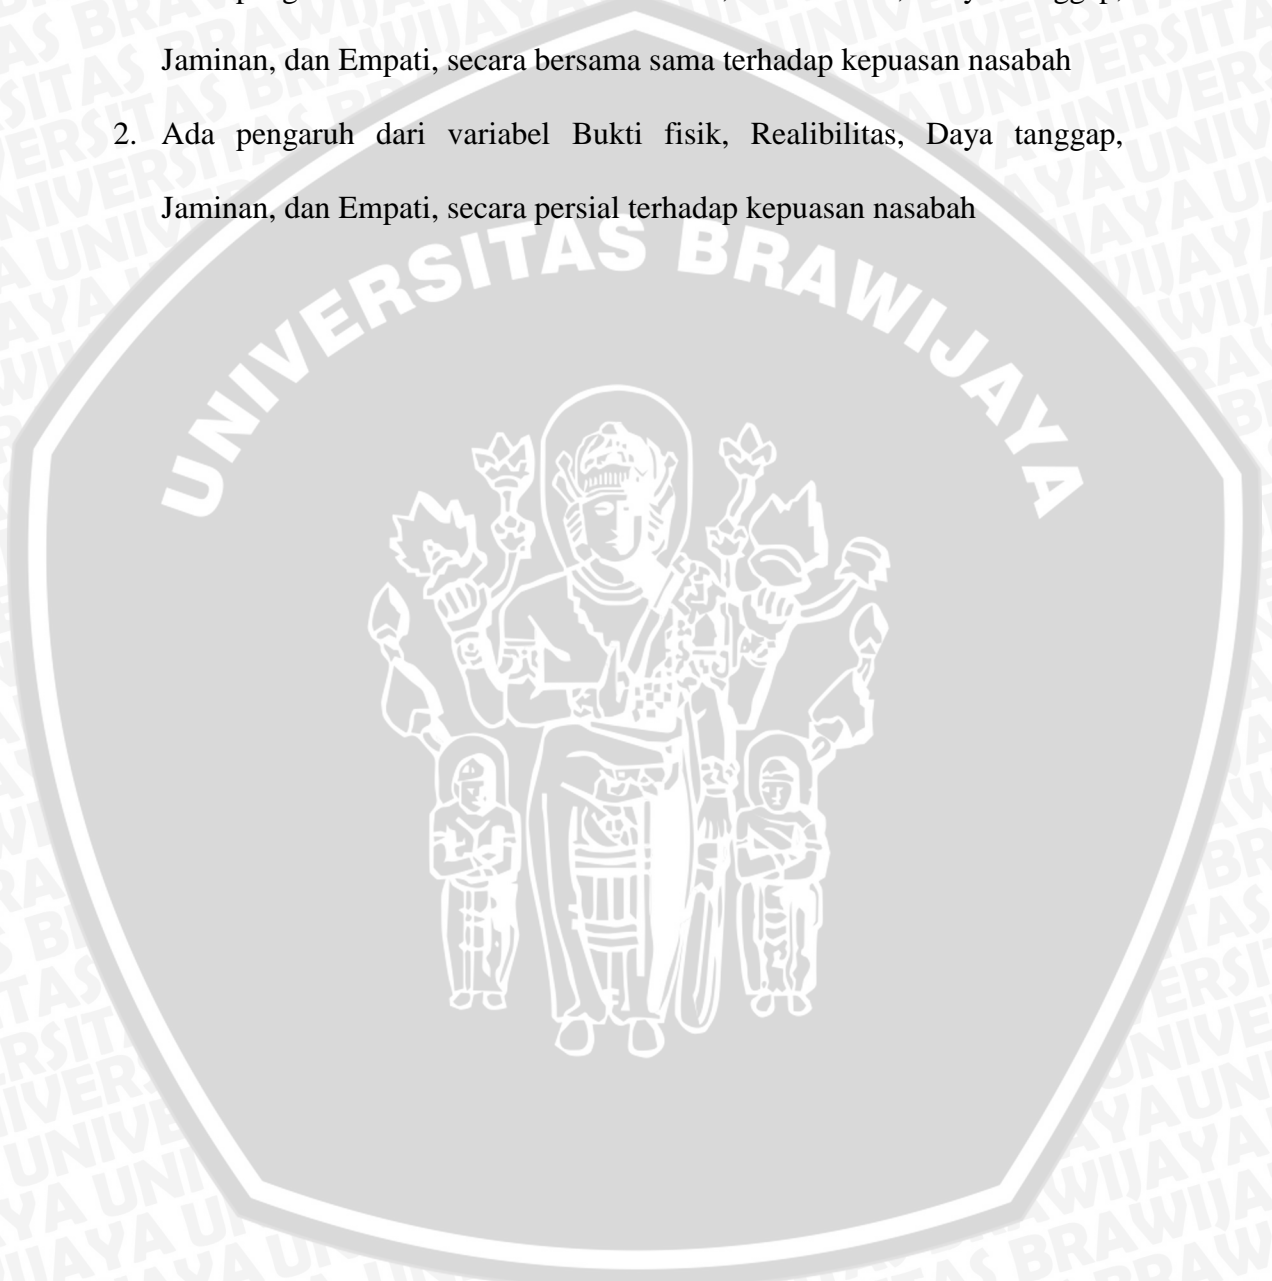 Jaminan, dan Empati, secara bersama sama terhadap kepuasan nasabah
2. Ada pengaruh dari variabel Bukti fisik, Realibilitas, Daya tanggap,
Jaminan, dan Empati, secara persial terhadap kepuasan nasabah
UNIVERSITAS BRAWIJAYA